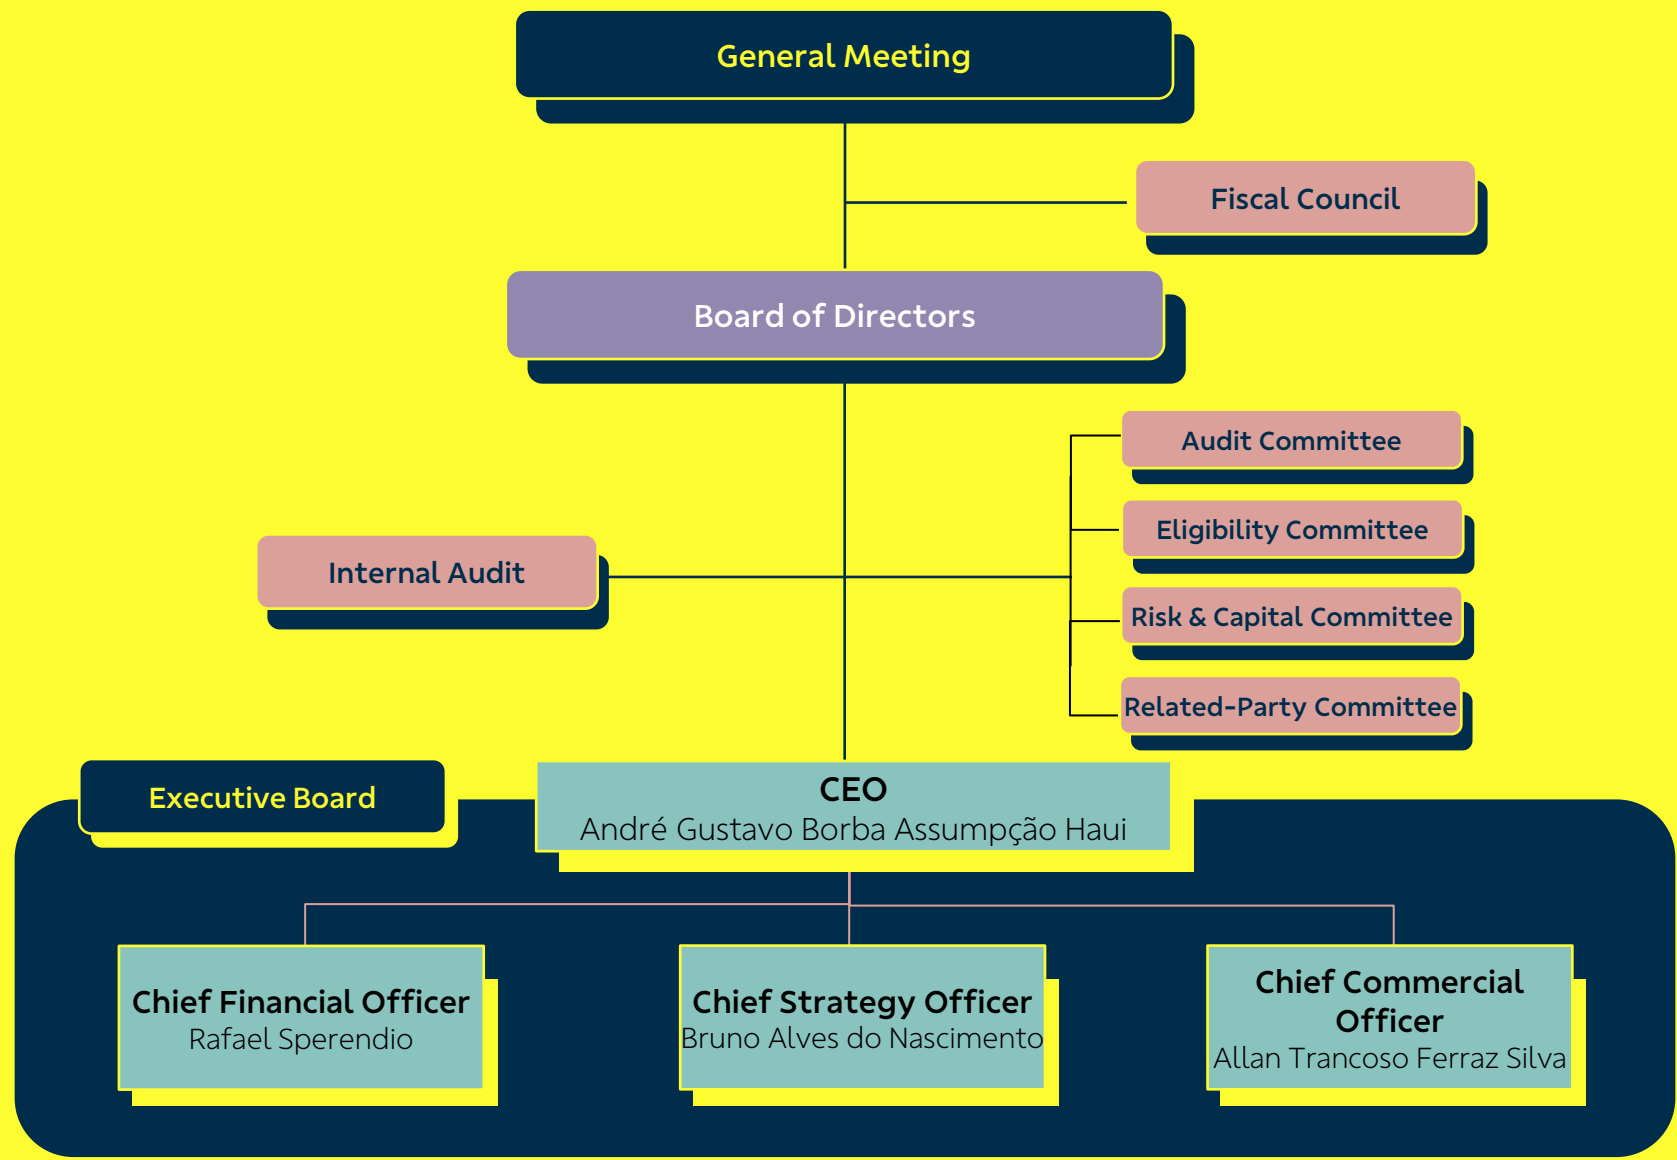 General Meeting
Fiscal Council
Board of Directors
Audit Committee
Eligibility Committee
Internal Audit
Risk & Capital Committee
Related-Party Committee
Executive Board
CEO
André Gustavo Borba Assumpção Haui
Chief Financial Officer
Rafael Sperendio
Chief Strategy Officer
Bruno Alves do Nascimento
Chief Commercial
Officer
Allan Trancoso Ferraz Silva